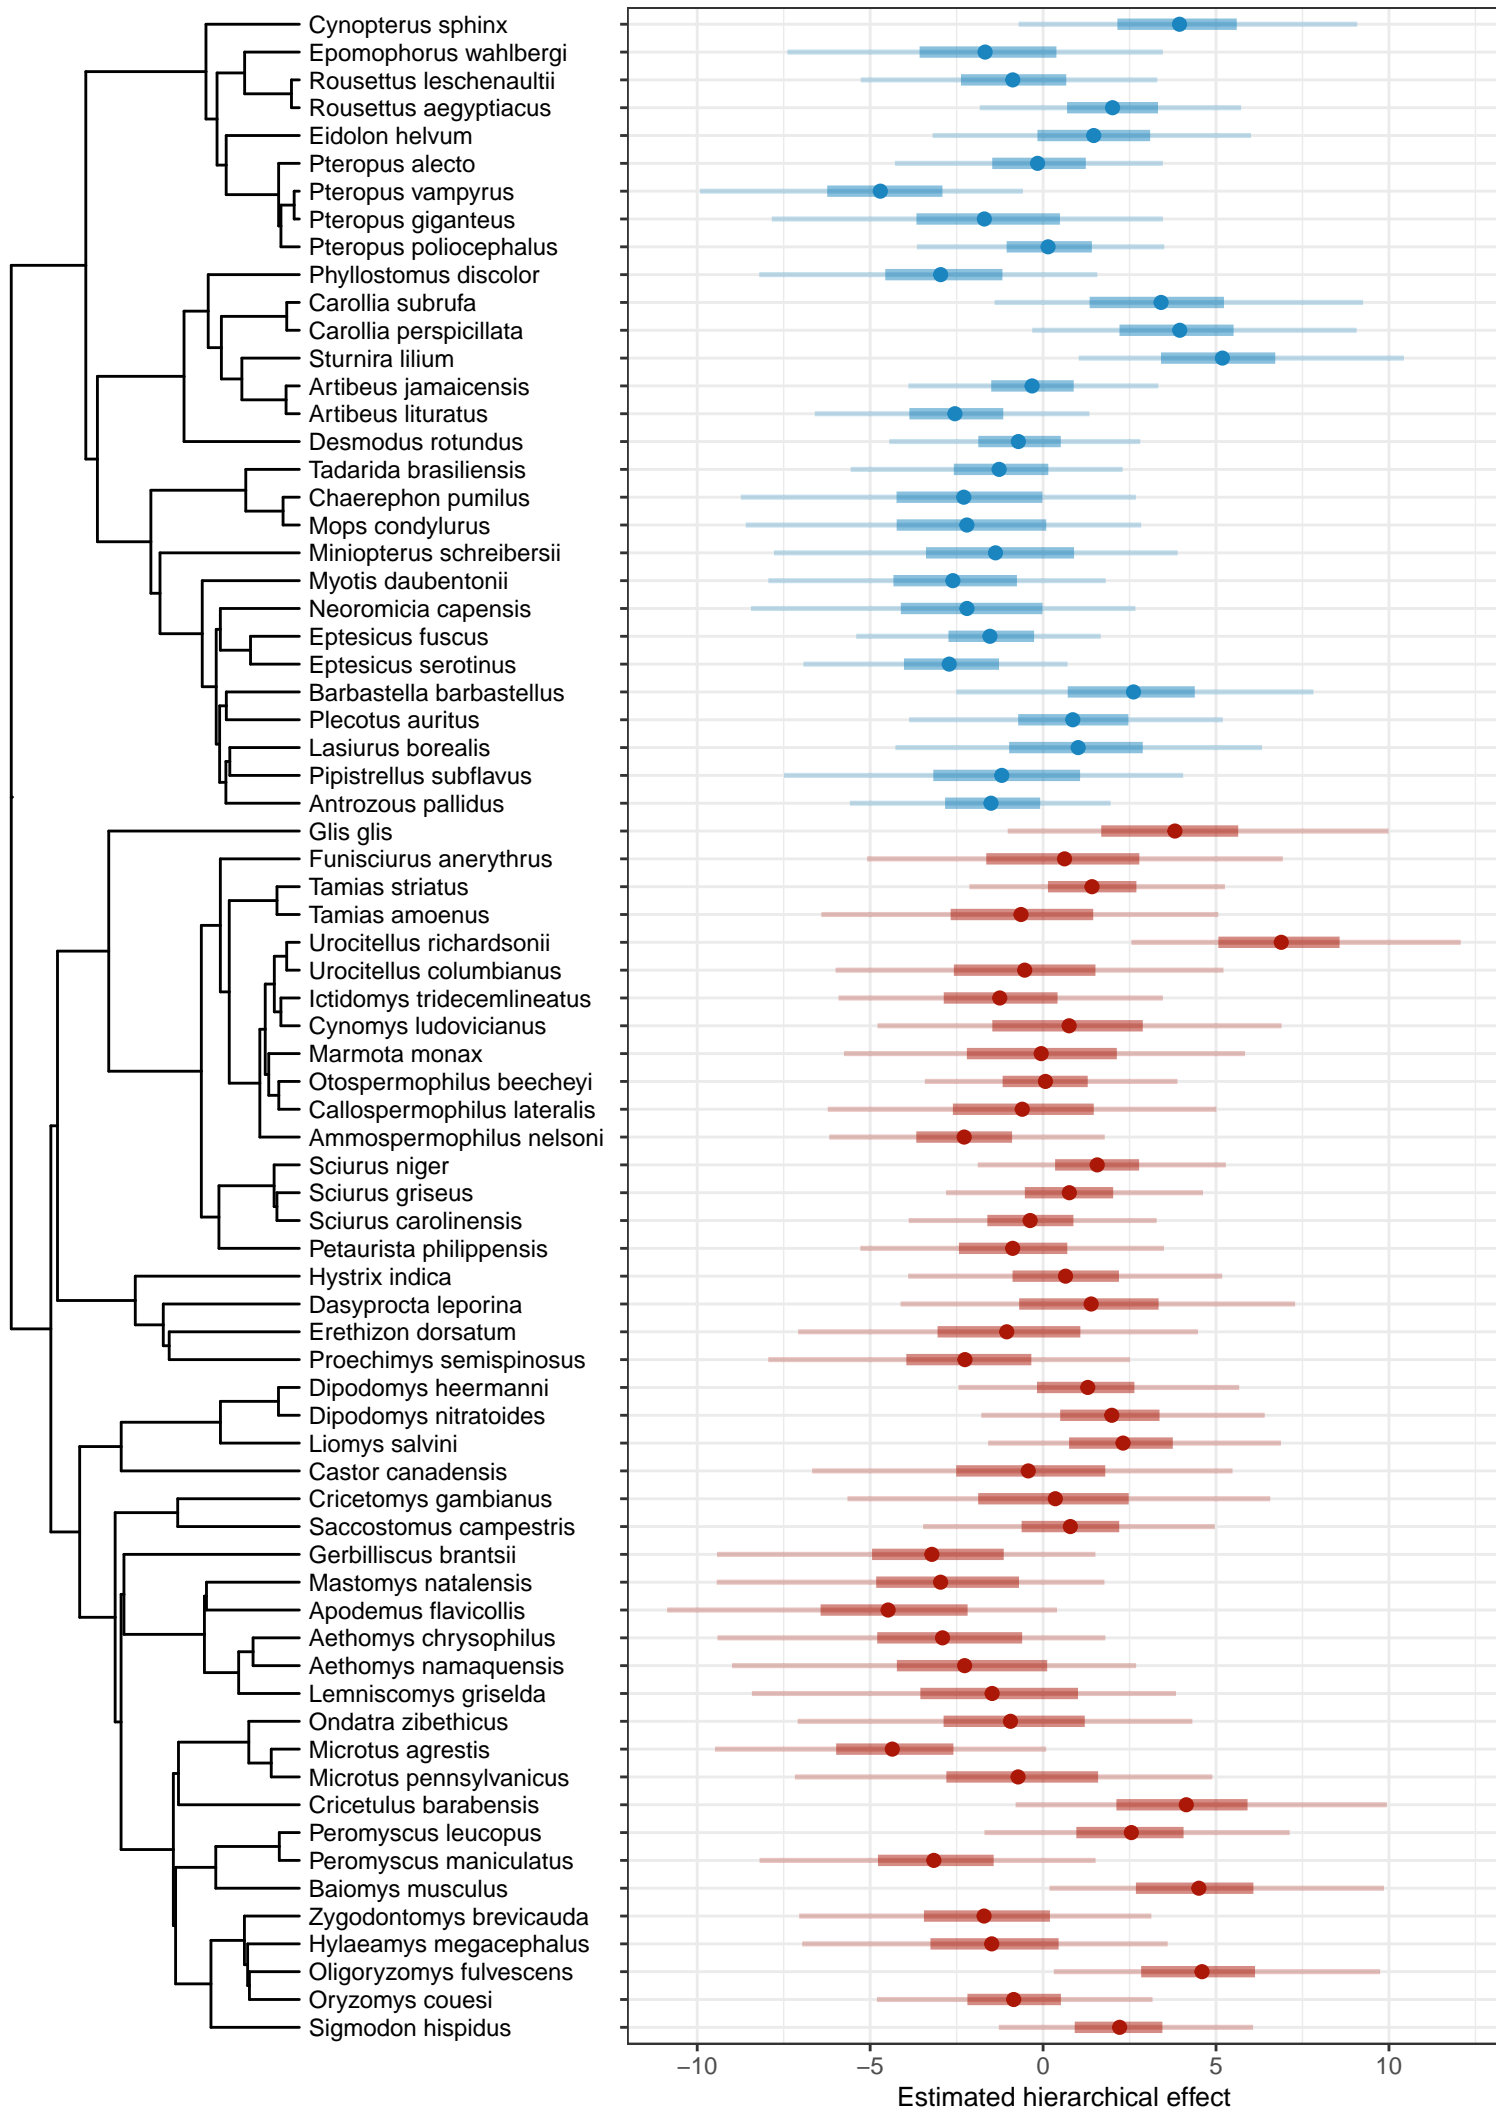 Cynopterus sphinx
Epomophorus wahlbergi
Rousettus leschenaultii
Rousettus aegyptiacus
Eidolon helvum
Pteropus alecto
Pteropus vampyrus
Pteropus giganteus
Pteropus poliocephalus
Phyllostomus discolor
Carollia subrufa
Carollia perspicillata
Sturnira lilium
Artibeus jamaicensis
Artibeus lituratus
Desmodus rotundus
Tadarida brasiliensis
Chaerephon pumilus
Mops condylurus
Miniopterus schreibersii
Myotis daubentonii
Neoromicia capensis
Eptesicus fuscus
Eptesicus serotinus
Barbastella barbastellus
Plecotus auritus
Lasiurus borealis
Pipistrellus subflavus
Antrozous pallidus
Glis glis
Funisciurus anerythrus
Tamias striatus
Tamias amoenus
Urocitellus richardsonii
Urocitellus columbianus
Ictidomys tridecemlineatus
Cynomys ludovicianus
Marmota monax
Otospermophilus beecheyi
Callospermophilus lateralis
Ammospermophilus nelsoni
Sciurus niger
Sciurus griseus
Sciurus carolinensis
Petaurista philippensis
Hystrix indica
Dasyprocta leporina
Erethizon dorsatum
Proechimys semispinosus
Dipodomys heermanni
Dipodomys nitratoides
Liomys salvini
Castor canadensis
Cricetomys gambianus
Saccostomus campestris
Gerbilliscus brantsii
Mastomys natalensis
Apodemus flavicollis
Aethomys chrysophilus
Aethomys namaquensis
Lemniscomys griselda
Ondatra zibethicus
Microtus agrestis
Microtus pennsylvanicus
Cricetulus barabensis
Peromyscus leucopus
Peromyscus maniculatus
Baiomys musculus
Zygodontomys brevicauda
Hylaeamys megacephalus
Oligoryzomys fulvescens
Oryzomys couesi
Sigmodon hispidus
−10 −5 0 5 10
Estimated hierarchical effect